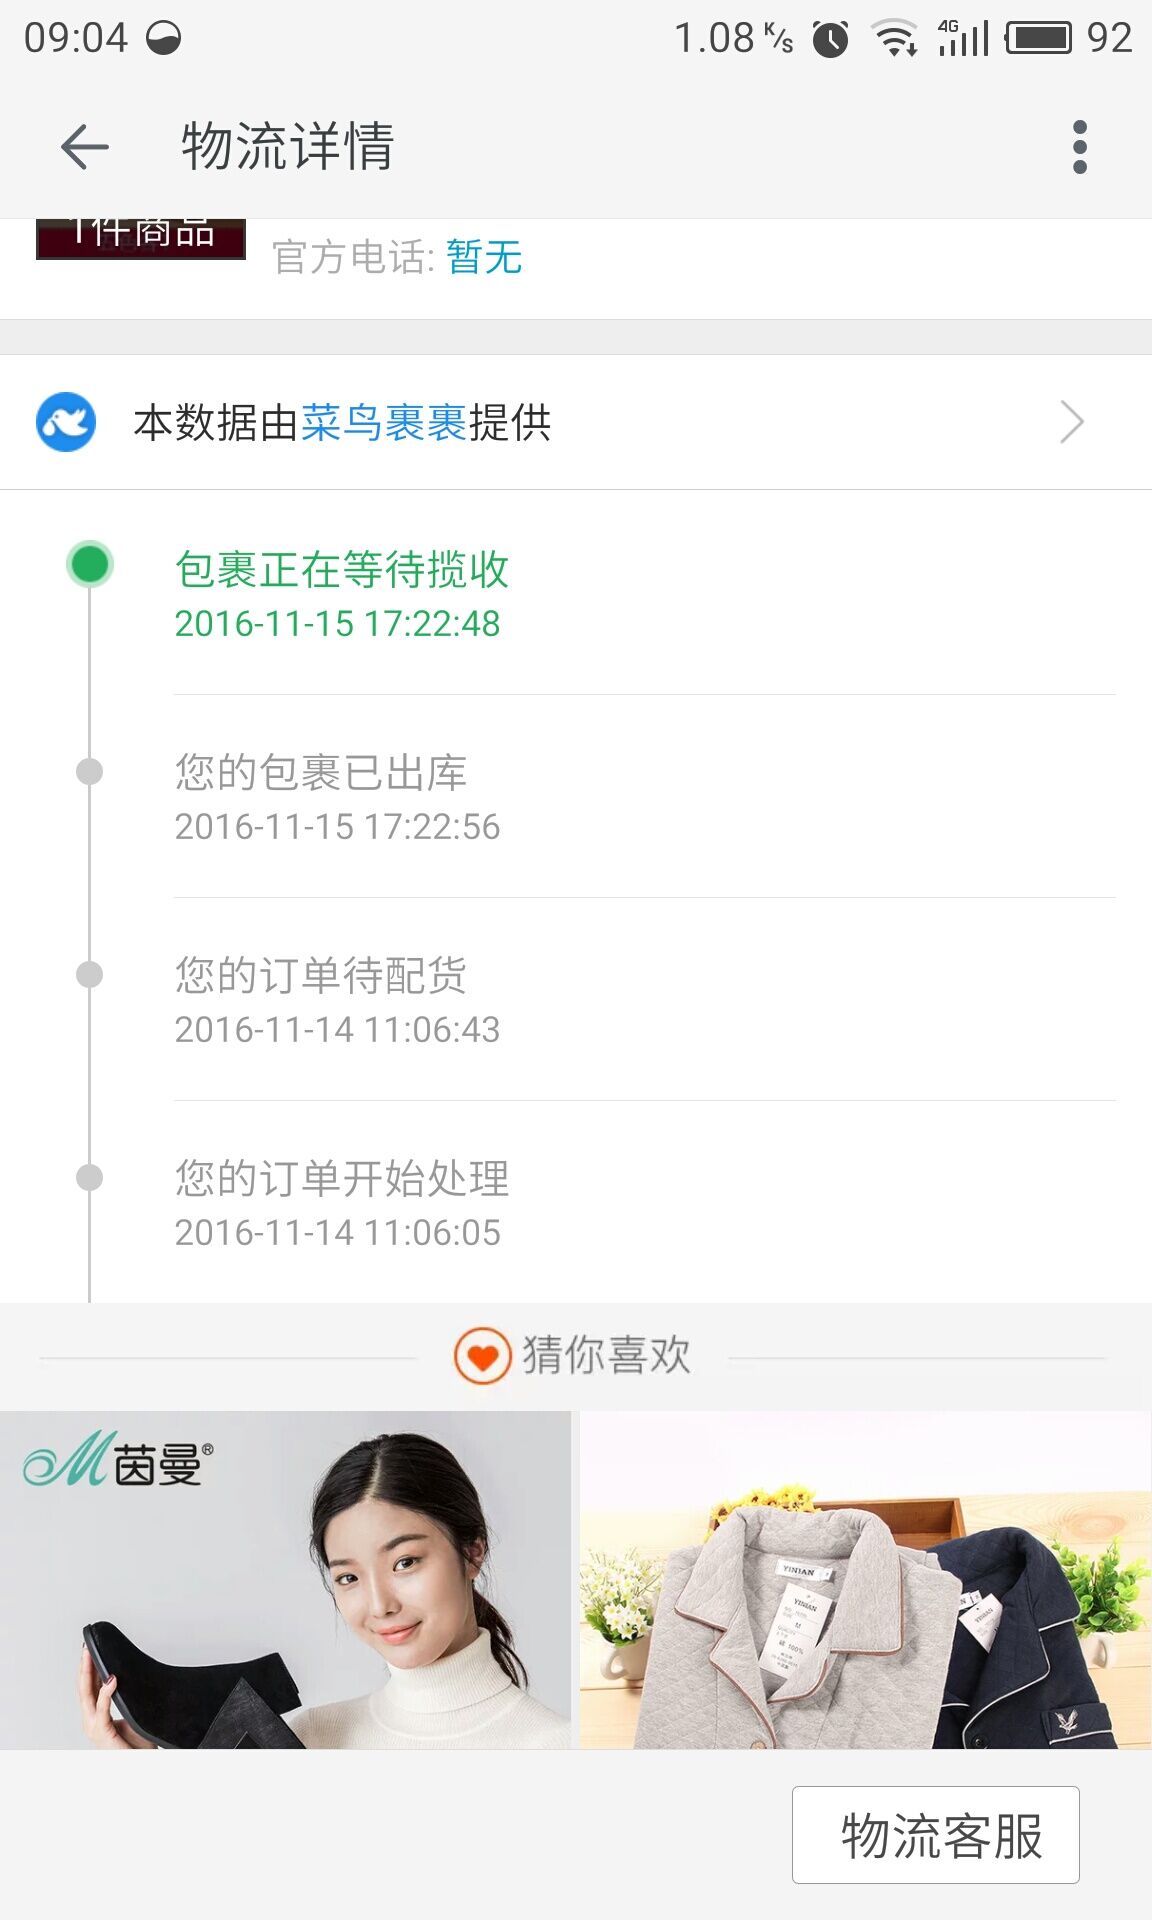 09:04
1.08 K/s
4G
92
物流详情
1件商品
官方电话: 暂无
本数据由菜鸟裹裹提供
包裹正在等待揽收
2016-11-15 17:22:48
您的包裹已出库
2016-11-15 17:22:56
您的订单待配货
2016-11-14 11:06:43
您的订单开始处理
2016-11-14 11:06:05
猜你喜欢
M茵曼®
YINIAN
YINIAN
M
100%
YINIAN
物流客服